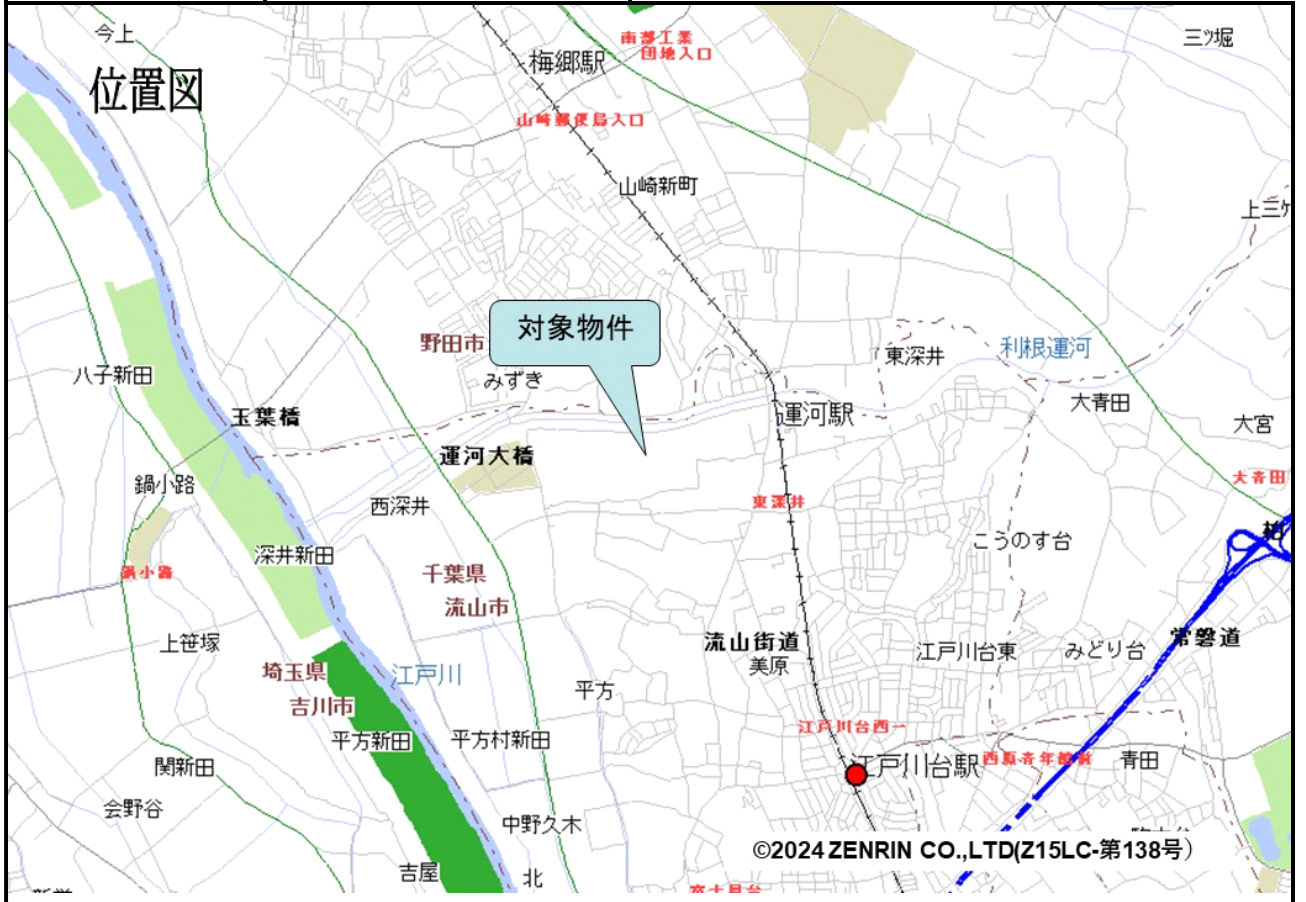 今上
位置図
梅郷駅
南部工業
団地入口
三ツ堀
山崎郵便局入口
山崎新町
上三ケ
対象物件
野田市
みずき
東深井
利根運河
八子新田
玉葉橋
運河駅
大青田
大宮
運河大橋
鍋小路
西深井
東深井
大青田
柏
こうのす台
深井新田
鍋小路
千葉県
流山市
上笹塚
流山街道
美原
江戸川台東
みどり台
常磐道
埼玉県
吉川市
江戸川
平方
平方新田
平方村新田
江戸川台西一
関新田
江戸川台駅
西原青年館前
青田
会野谷
中野久木
©2024 ZENRIN CO.,LTD(Z15LC-第138号)
吉屋
北
富士見台